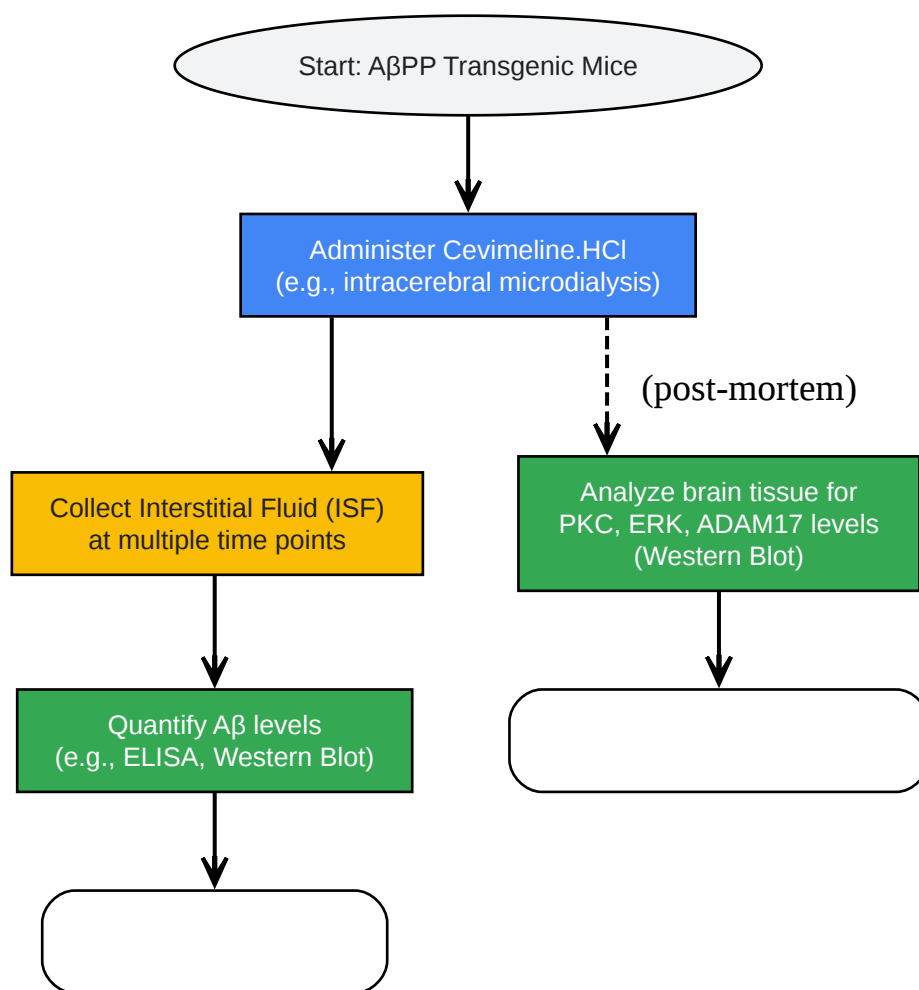 Start: AβPP Transgenic Mice
Administer Cevimeline.HCl
(e.g., intracerebral microdialysis)
(post-mortem)
Collect Interstitial Fluid (ISF)
at multiple time points
Analyze brain tissue for
PKC, ERK, ADAM17 levels
(Western Blot)
Quantify Aβ levels
(e.g., ELISA, Western Blot)